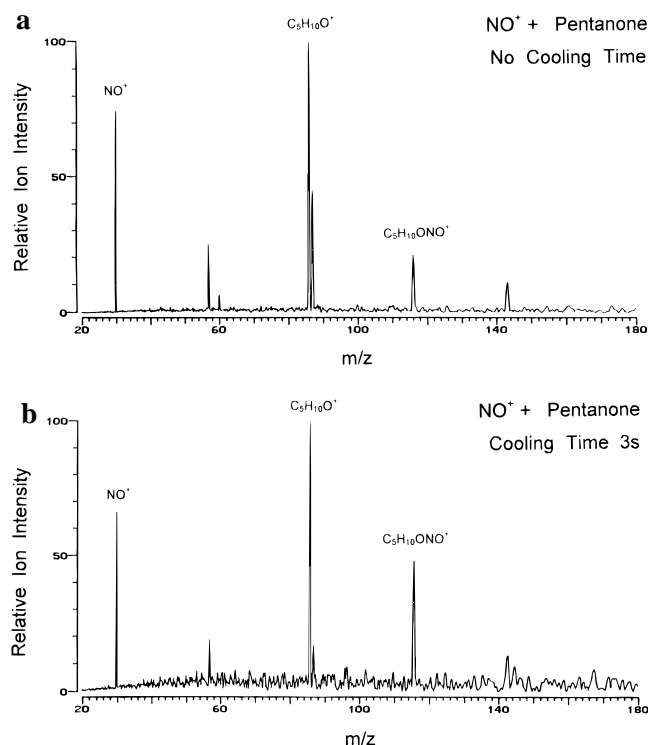 a
NO⁺ + Pentanone
No Cooling Time
C₅H₁₀O⁺
NO⁺
C₅H₁₀ONO⁺
Relative Ion Intensity
100
50
0
20 60 100 140 180
m/z
b
NO⁺ + Pentanone
Cooling Time 3s
C₅H₁₀O⁺
NO⁺
C₅H₁₀ONO⁺
Relative Ion Intensity
100
50
0
20 60 100 140 180
m/z